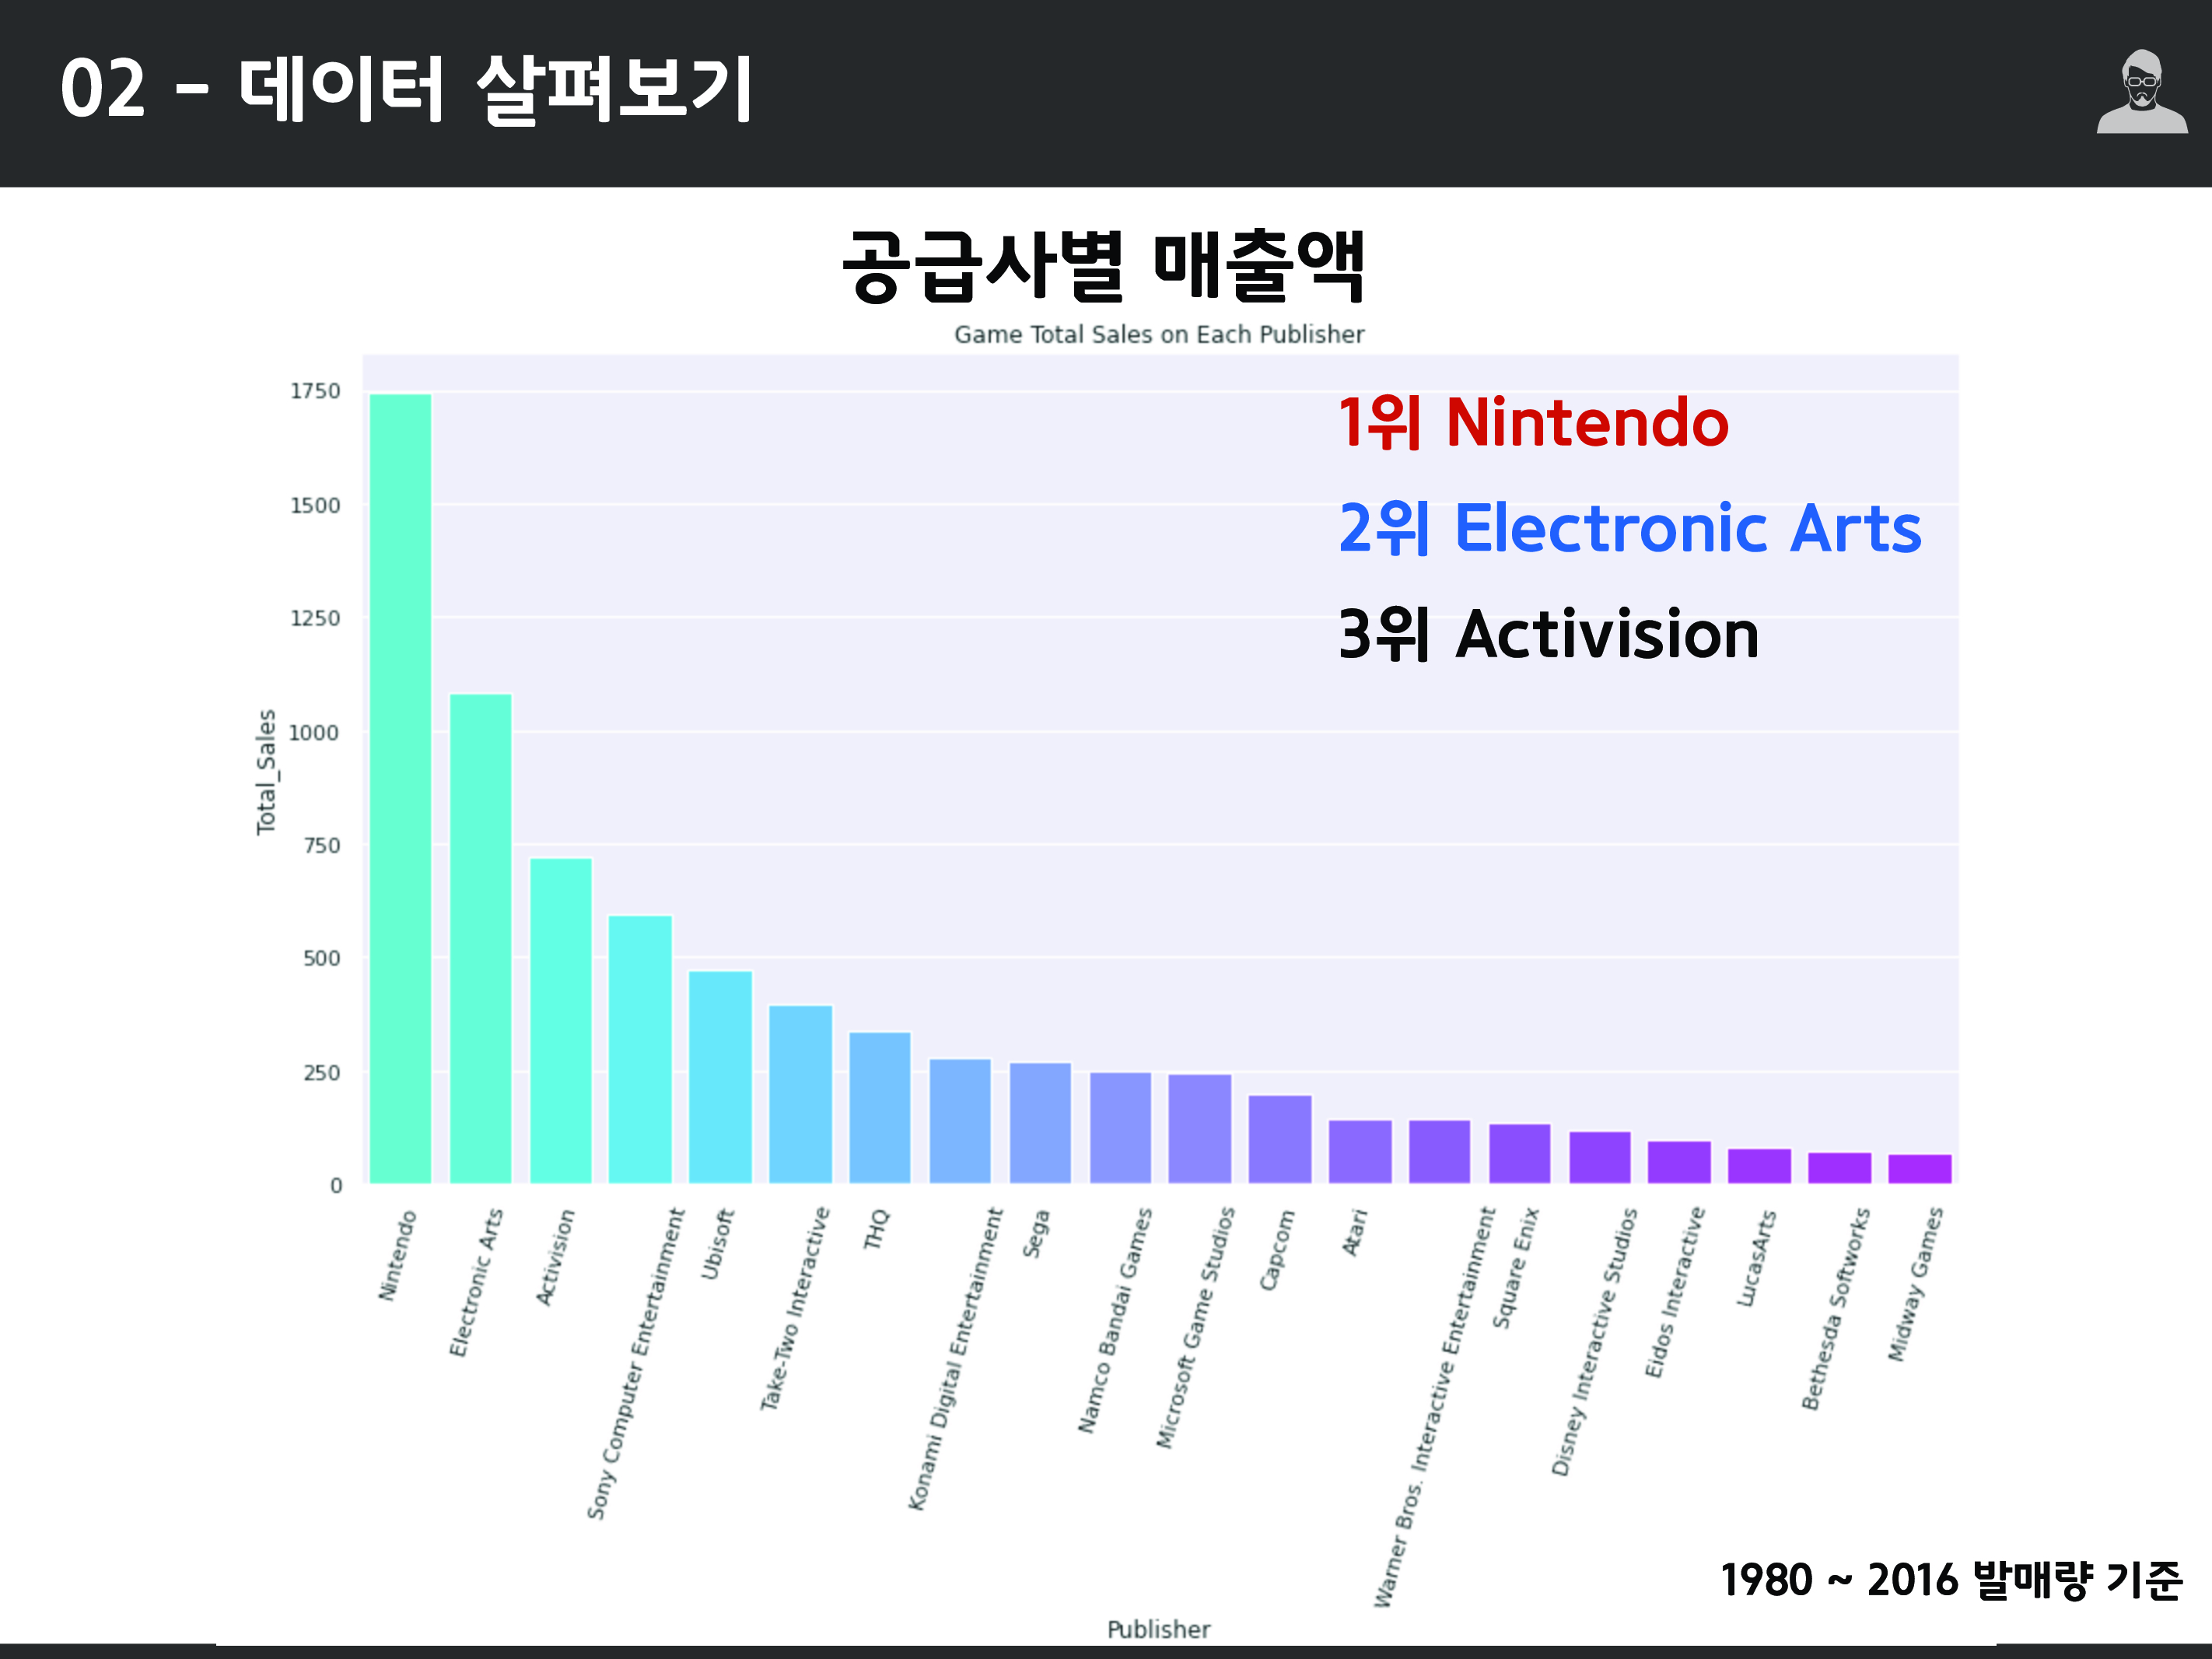 02 - 데이터 살펴보기
공급사별 매출액
Game Total Sales on Each Publisher
1위 Nintendo
2위 Electronic Arts
3위 Activision
Total_Sales
1750
1500
1250
1000
750
500
250
0
Nintendo
Electronic Arts
Activision
Sony Computer Entertainment
Ubisoft
Take-Two Interactive
THQ
Konami Digital Entertainment
Sega
Namco Bandai Games
Microsoft Game Studios
Capcom
Atari
Warner Bros. Interactive Entertainment
Square Enix
Disney Interactive Studios
Eidos Interactive
LucasArts
Bethesda Softworks
Midway Games
Publisher
1980 ~ 2016 발매량 기준